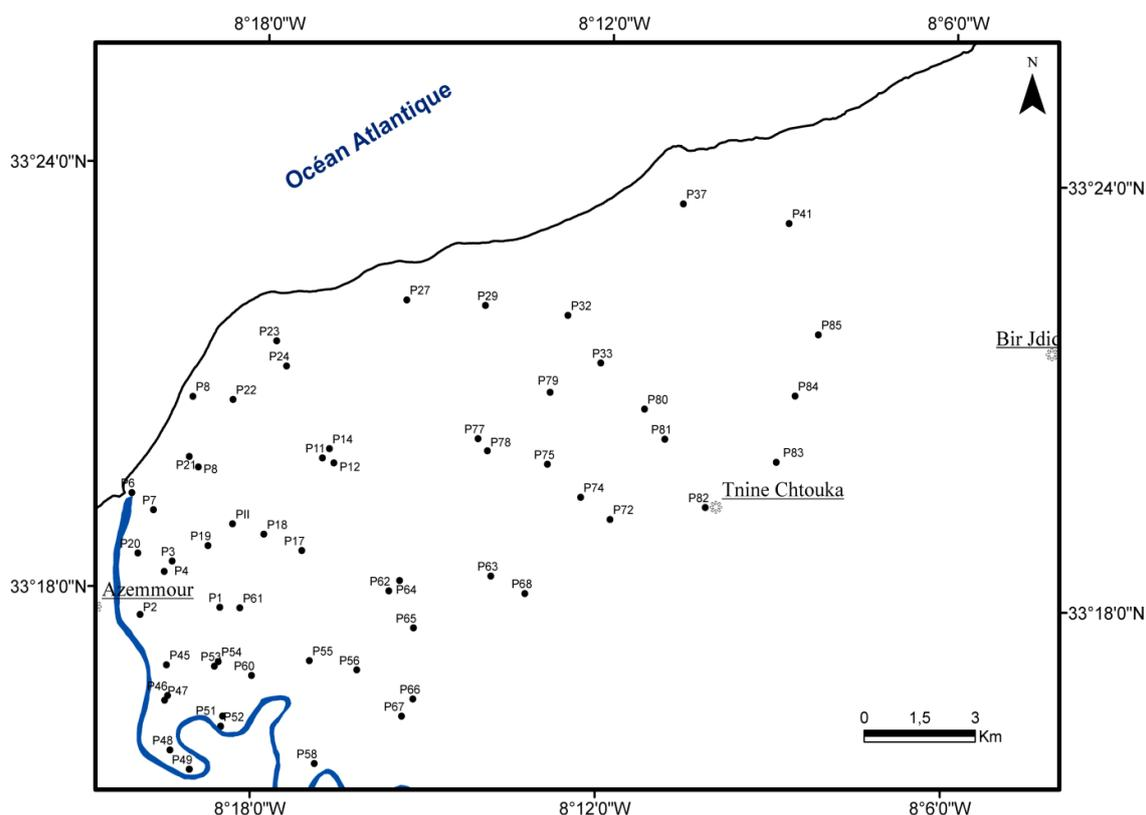 8°18'0"W 8°12'0"W 8°6'0"W
N
Océan Atlantique
33°24'0"N
33°24'0"N
P37
P41
P27
P29
P32
P23
P85
Bir Jdid
P24
P33
P8
P22
P79
P84
P80
P14
P77
P81
P11
P78
P12
P75
P83
P21
P8
P6
P7
P74
Tnine Chtouka
P82
P72
PII
P18
P19
P17
P20
P3
P4
P62
P63
P64
P68
33°18'0"N
Azemmour
P1
P61
P2
33°18'0"N
P65
P45
P53
P54
P55
P56
P60
P46
P47
P66
P67
P51
P52
0 1,5 3
Km
P48
P49
P58
8°18'0"W 8°12'0"W 8°6'0"W